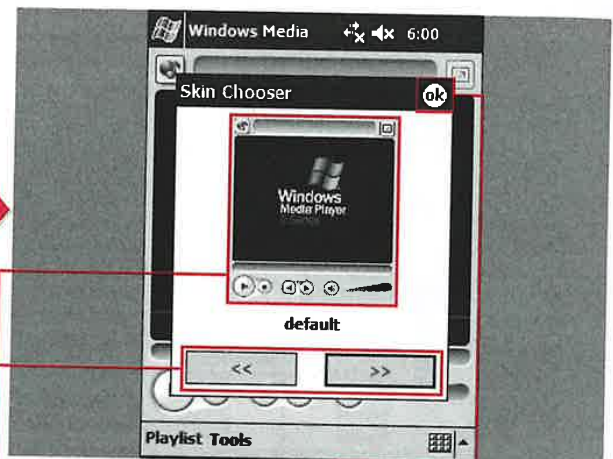 Windows Media 6:00
Skin Chooser ok
Windows
Media Player
default
<< >>
Playlist Tools